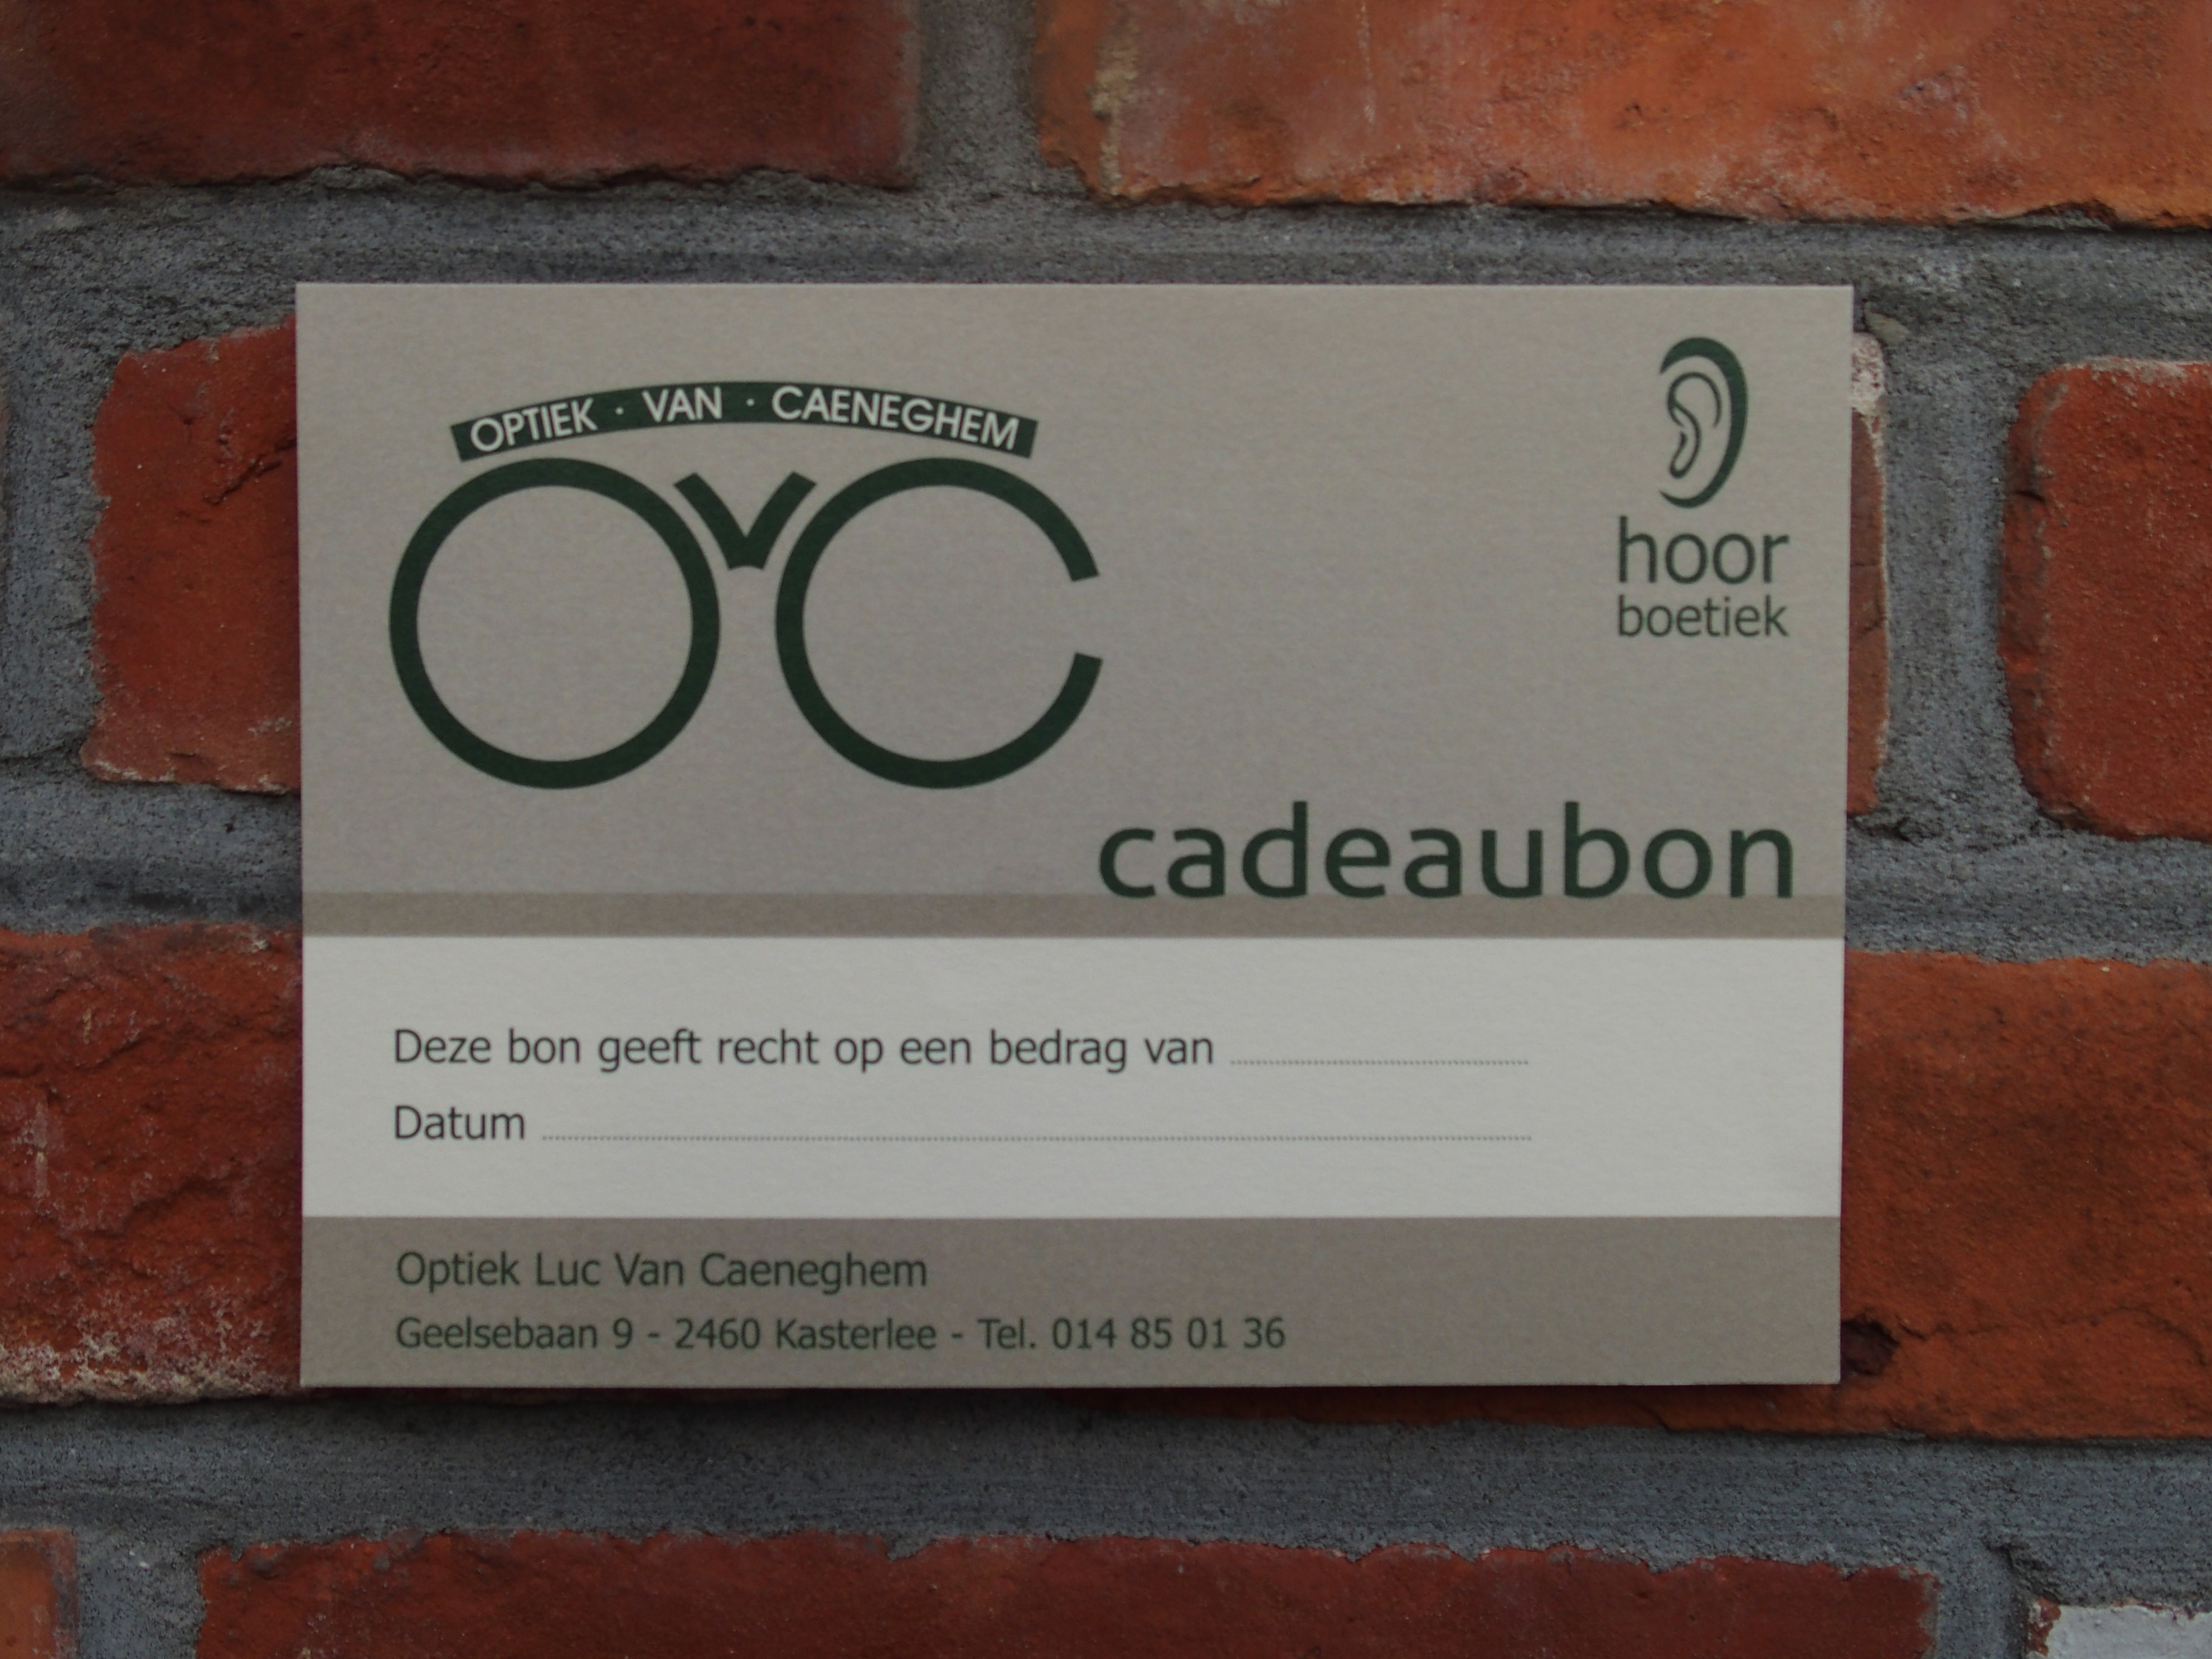 OPTIEK · VAN · CAENEGHEM
OVC
hoor
boetiek
cadeaubon
Deze bon geeft recht op een bedrag van
Datum
Optiek Luc Van Caeneghem
Geelsebaan 9 - 2460 Kasterlee - Tel. 014 85 01 36